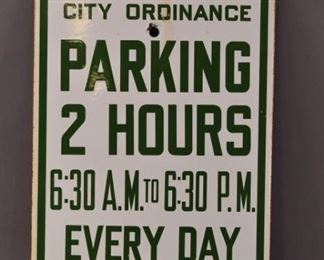 CITY ORDINANCE
PARKING
2 HOURS
6:30 A.M. TO 6:30 P.M.
EVERY DAY